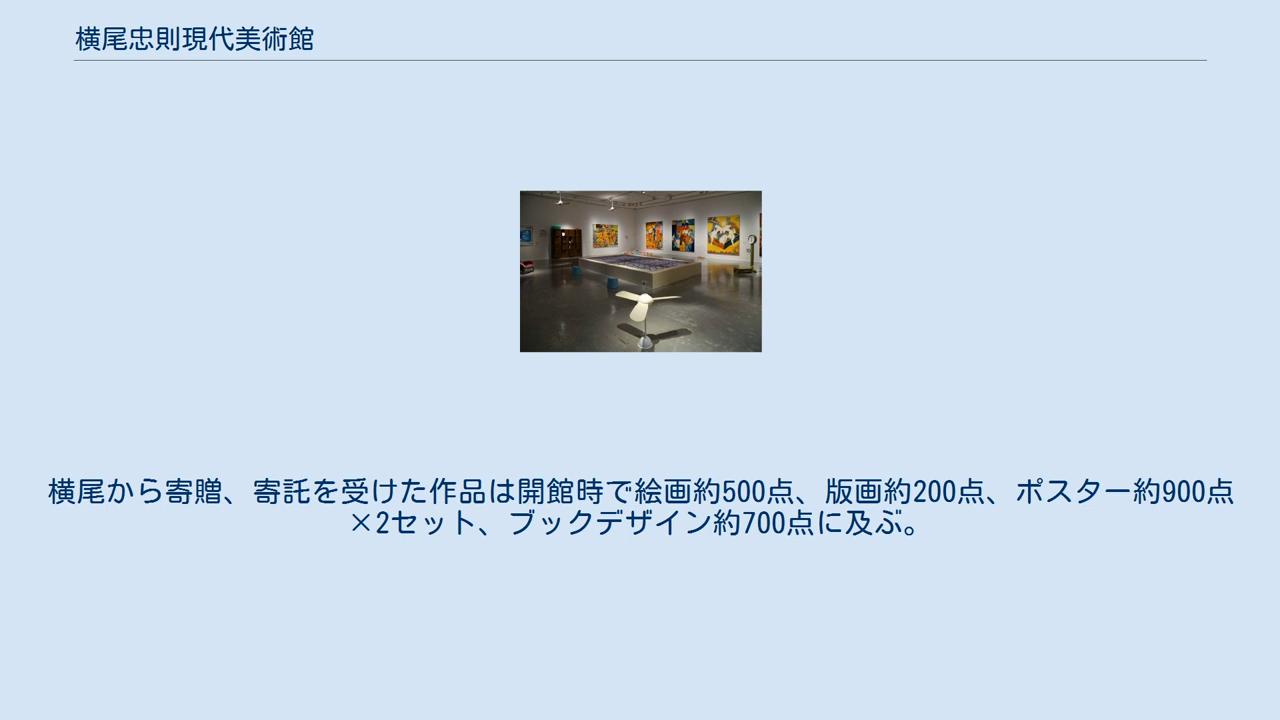 横尾忠則現代美術館
横尾から寄贈、寄託を受けた作品は開館時で絵画約500点、版画約200点、ポスター約900点
×2セット、ブックデザイン約700点に及ぶ。